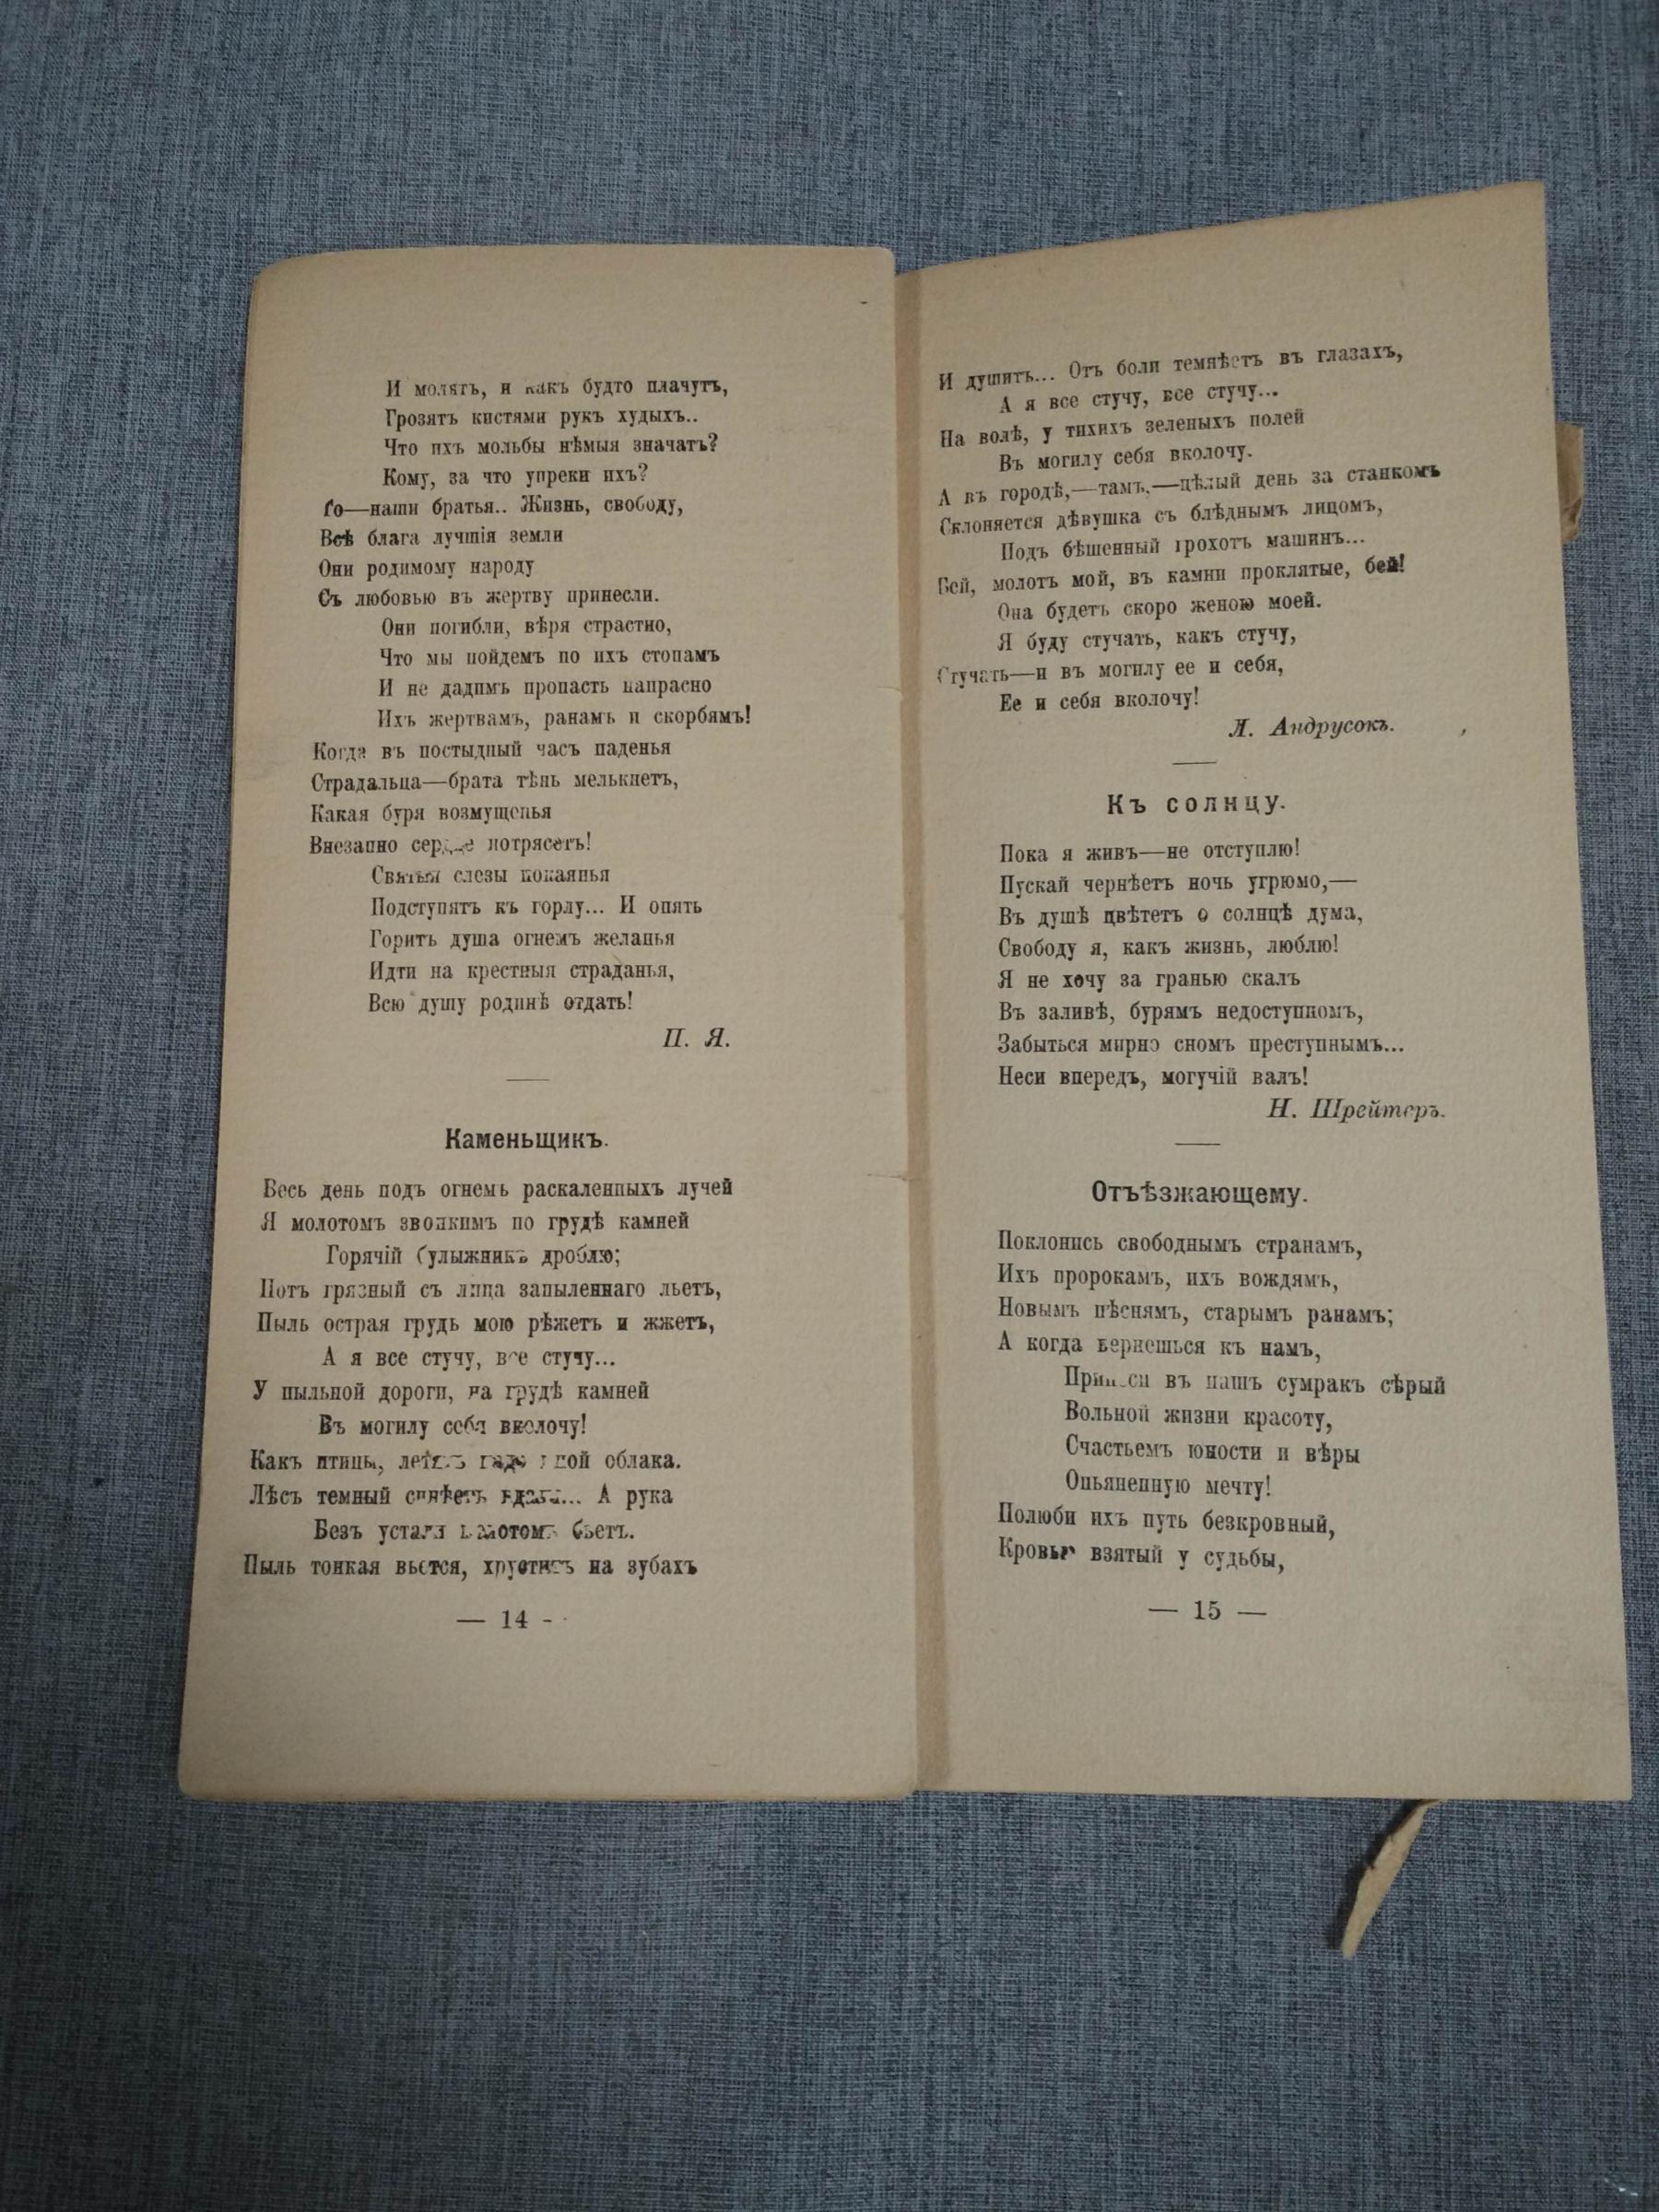 И молятъ, и какъ будто плачутъ,
Грозятъ кистями рукъ худыхъ..
Что ихъ мольбы нѣмыя значатъ?
Кому, за что упреки ихъ?
То—наши братья.. Жизнь, свободу,
Всѣ блага лучшія земли
Они родимому народу
Съ любовью въ жертву принесли.
Они погибли, вѣря страстно,
Что мы пойдемъ по ихъ стопамъ
И не дадимъ пропасть напрасно
Ихъ жертвамъ, ранамъ и скорбямъ!
Когда въ постыдный часъ паденья
Страдальца—брата тѣнь мелькнетъ,
Какая буря возмущенья
Внезапно сердце потрясетъ!
Святыя слезы покаянья
Подступятъ къ горлу... И опять
Горитъ душа огнемъ желанья
Идти на крестныя страданья,
Всю душу родинѣ отдать!
П. Я.
Каменьщикъ.
Весь день подъ огнемъ раскаленныхъ лучей
Я молотомъ звонкимъ по грудѣ камней
Горячій булыжникъ дроблю;
Потъ грязный съ лица запыленнаго льетъ,
Пыль острая грудь мою рѣжетъ и жжетъ,
А я все стучу, все стучу...
У пыльной дороги, на грудѣ камней
Въ могилу себя вколочу!
Какъ птицы, летятъ надо мной облака.
Лѣсъ темный синѣетъ вдали... А рука
Безъ устали молотомъ бьетъ.
Пыль тонкая вьется, хруститъ на зубахъ
— 14 -
И душитъ... Отъ боли темнѣетъ въ глазахъ,
А я все стучу, все стучу...
На волѣ, у тихихъ зеленыхъ полей
Въ могилу себя вколочу.
А въ городѣ,—тамъ,—цѣлый день за станкомъ
Склоняется дѣвушка съ блѣднымъ лицомъ,
Подъ бѣшенный грохотъ машинъ...
Бей, молотъ мой, въ камни проклятые, бей!
Она будетъ скоро женою моей.
Я буду стучать, какъ стучу,
Стучать—и въ могилу ее и себя,
Ее и себя вколочу!
Л. Андрусокъ.
Къ солнцу.
Пока я живъ—не отступлю!
Пускай чернѣетъ ночь угрюмо,—
Въ душѣ цвѣтетъ о солнцѣ дума,
Свободу я, какъ жизнь, люблю!
Я не хочу за гранью скалъ
Въ заливѣ, бурямъ недоступномъ,
Забыться мирно сномъ преступнымъ...
Неси впередъ, могучій валъ!
Н. Шрейтеръ.
Отъѣзжающему.
Поклонись свободнымъ странамъ,
Ихъ пророкамъ, ихъ вождямъ,
Новымъ пѣснямъ, старымъ ранамъ;
А когда вернешься къ намъ,
Принеси въ нашъ сумракъ сѣрый
Вольной жизни красоту,
Счастьемъ юности и вѣры
Опьяненную мечту!
Полюби ихъ путь безкровный,
Кровью взятый у судьбы,
— 15 —